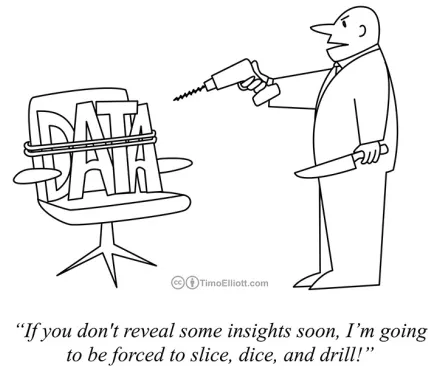 DATA
cc TimoElliott.com
“If you don't reveal some insights soon, I’m going
to be forced to slice, dice, and drill!”